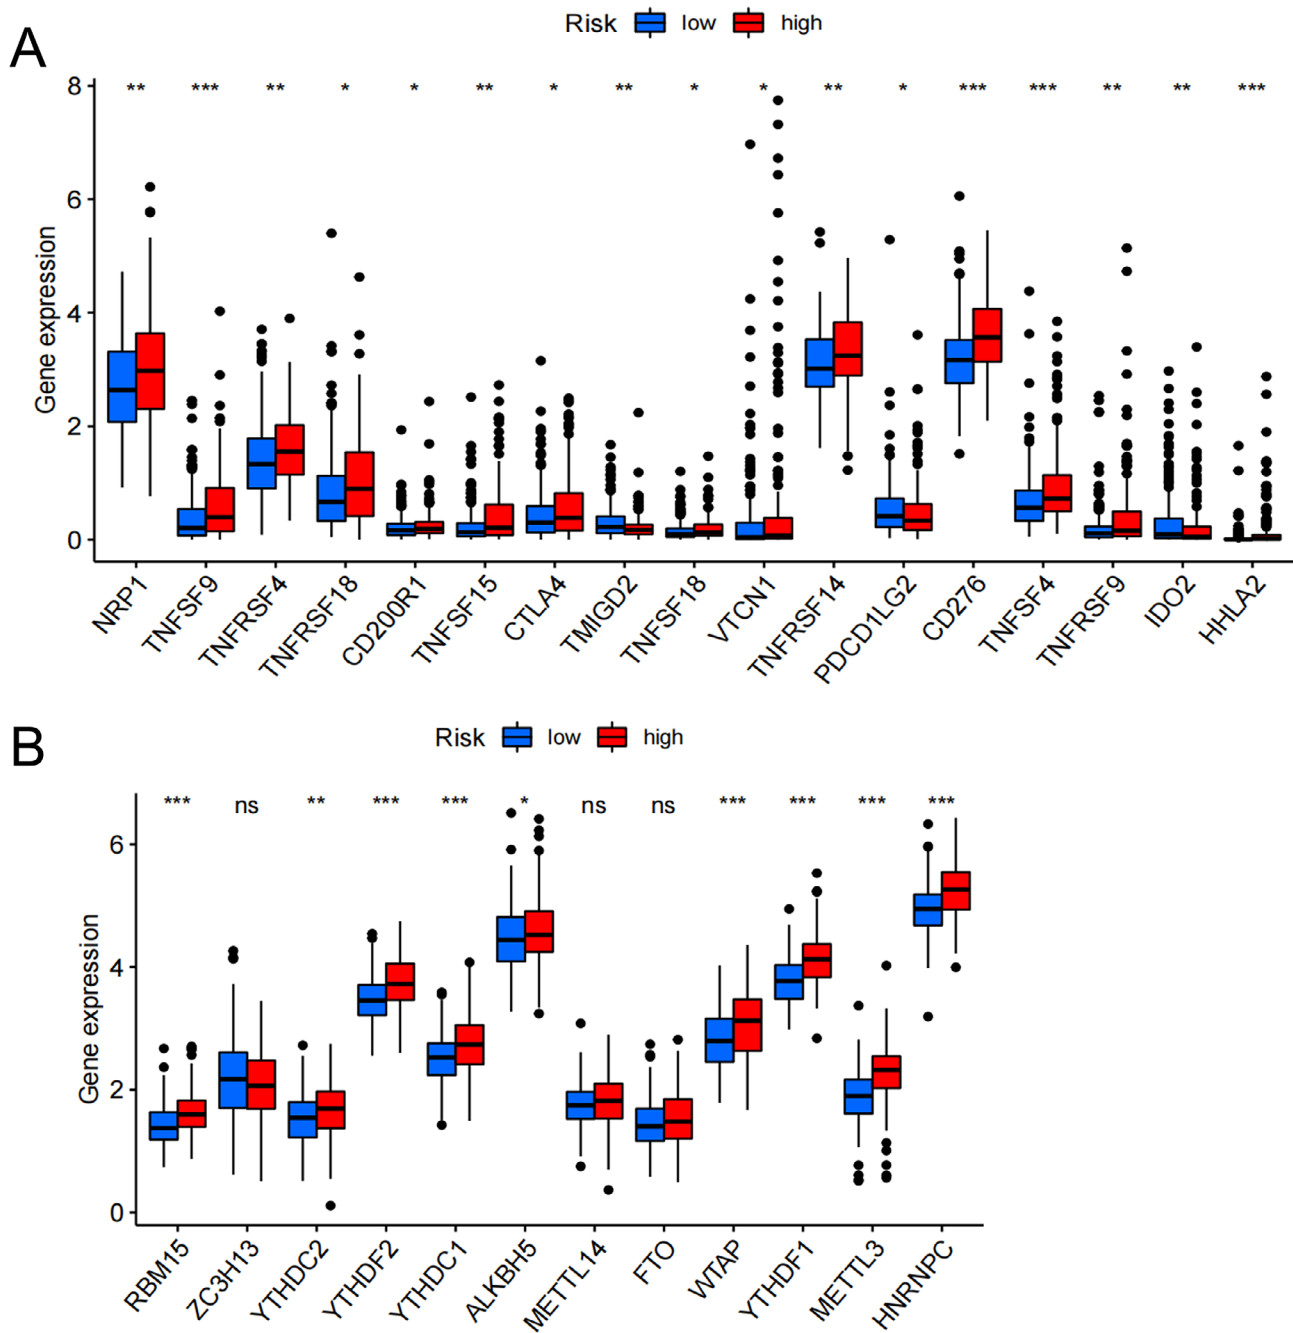 A
Risk low high
** *** ** * * ** * ** * * ** * *** *** ** ** ***
8
6
4
2
0
Gene expression
NRP1
TNFSF9
TNFRSF4
TNFRSF18
CD200R1
TNFSF15
CTLA4
TMIGD2
TNFSF18
VTCN1
TNFRSF14
PDCD1LG2
CD276
TNFSF4
TNFRSF9
IDO2
HHLA2
B
Risk low high
*** ns ** *** *** * ns ns *** *** *** ***
6
4
2
0
Gene expression
RBM15
ZC3H13
YTHDC2
YTHDF2
YTHDC1
ALKBH5
METTL14
FTO
WTAP
YTHDF1
METTL3
HNRNPC